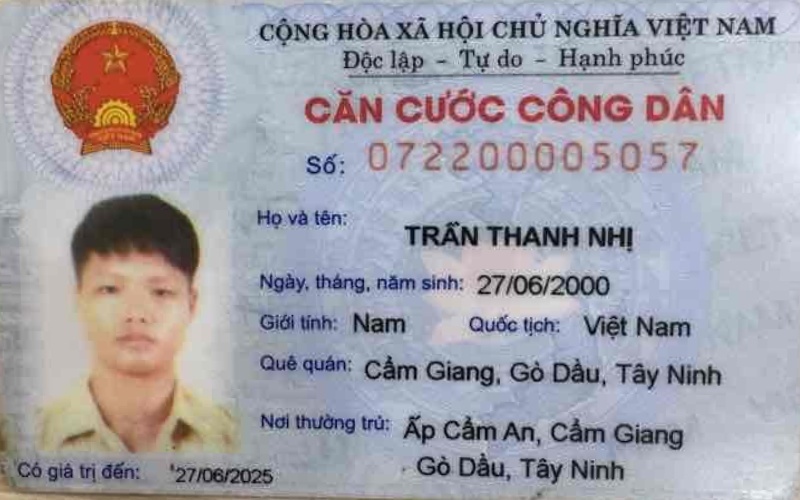 CỘNG HÒA XÃ HỘI CHỦ NGHĨA VIỆT NAM
Độc lập - Tự do - Hạnh phúc
CĂN CƯỚC CÔNG DÂN
Số: 072200005057
Họ và tên: TRẦN THANH NHỊ
Ngày, tháng, năm sinh: 27/06/2000
Giới tính: Nam Quốc tịch: Việt Nam
Quê quán: Cẩm Giang, Gò Dầu, Tây Ninh
Nơi thường trú: Ấp Cẩm An, Cẩm Giang
Gò Dầu, Tây Ninh
Có giá trị đến: 27/06/2025